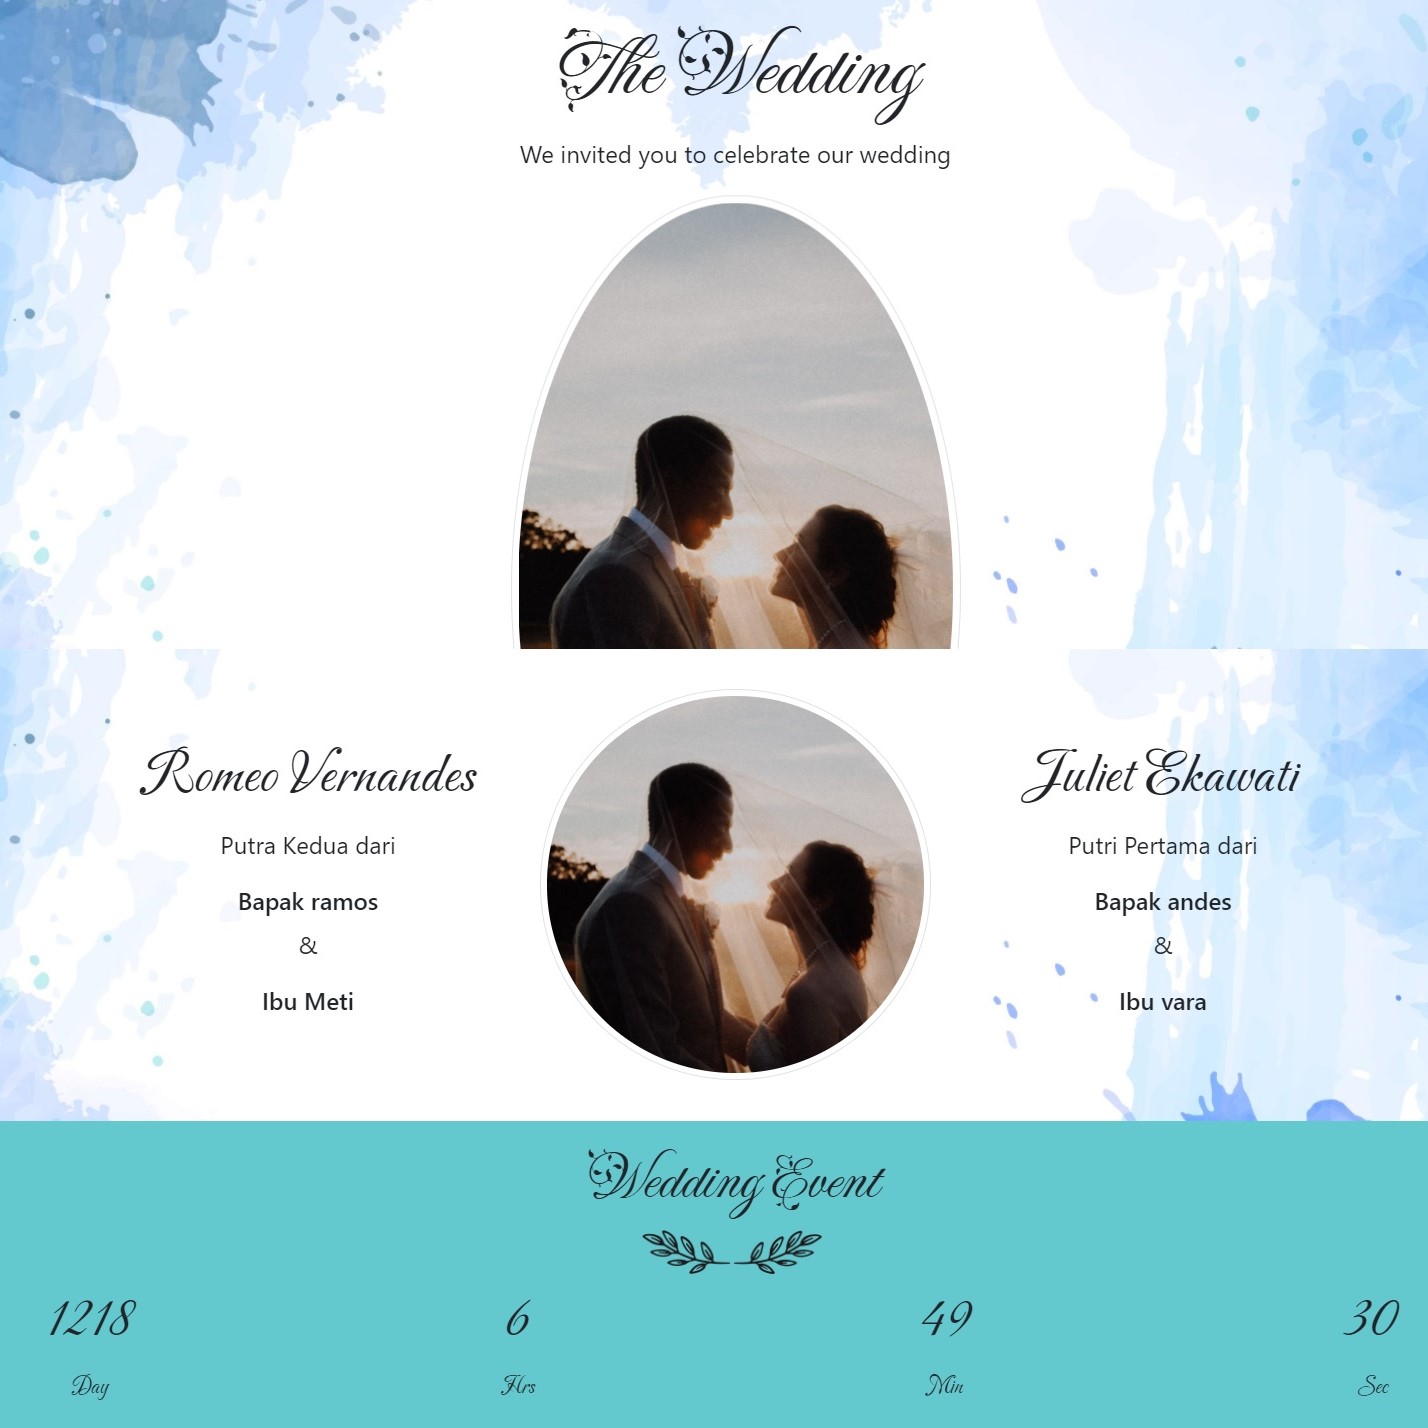 The Wedding
We invited you to celebrate our wedding
Romeo Vernandes
Putra Kedua dari
Bapak ramos
&
Ibu Meti
Juliet Ekawati
Putri Pertama dari
Bapak andes
&
Ibu vara
Wedding Event
1218
Day
6
Hrs
49
Min
30
Sec